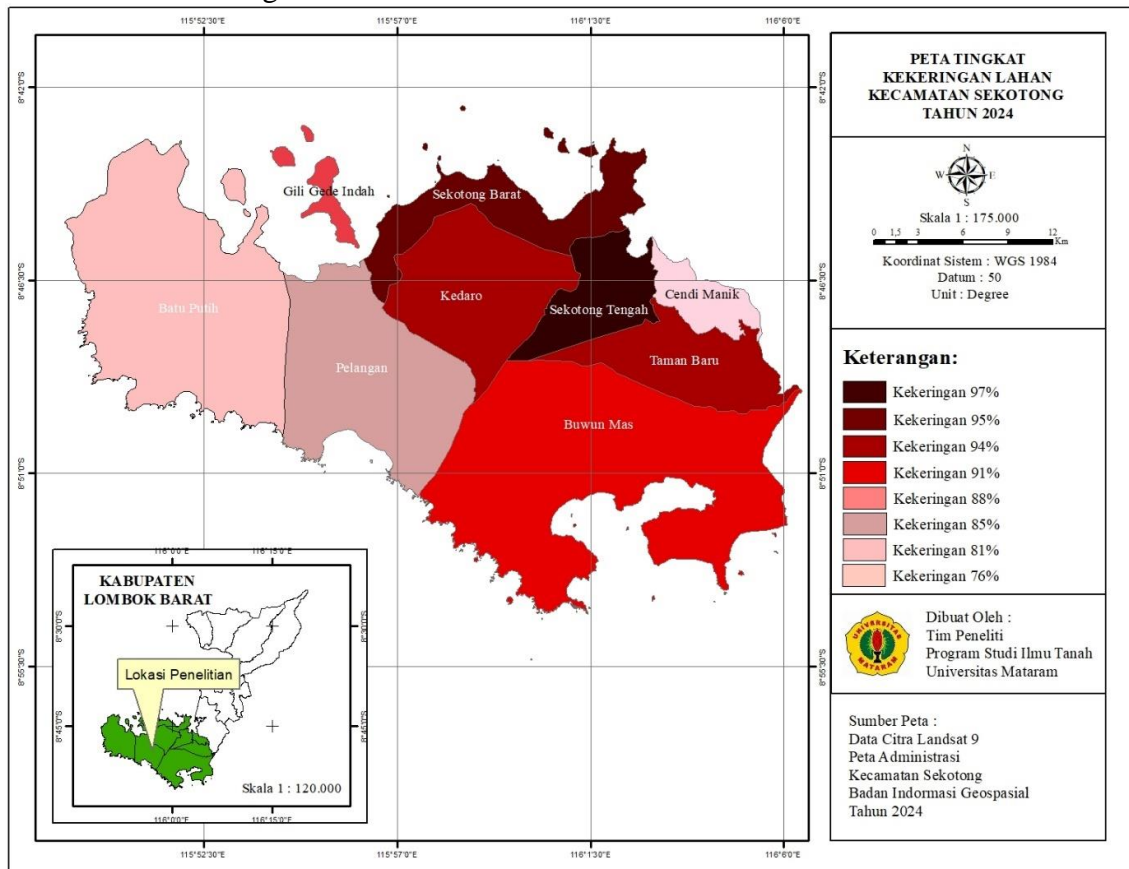 115°52'30"E
115°57'0"E
116°1'30"E
116°6'0"E
8°42'0"S
8°46'30"S
8°51'0"S
8°55'30"S
8°42'0"S
8°46'30"S
8°51'0"S
8°55'30"S
Gili Gede Indah
Sekotong Barat
Batu Putih
Kedaro
Cendi Manik
Sekotong Tengah
Pelangan
Taman Baru
Buwun Mas
116°0'0"E
116°15'0"E
KABUPATEN
LOMBOK BARAT
8°30'0"S
8°30'0"S
Lokasi Penelitian
8°45'0"S
8°45'0"S
Skala 1 : 120.000
116°0'0"E
116°15'0"E
115°52'30"E
115°57'0"E
116°1'30"E
116°6'0"E
PETA TINGKAT
KEKERINGAN LAHAN
KECAMATAN SEKOTONG
TAHUN 2024
N
W E
S
Skala 1 : 175.000
0 1,5 3 6 9 12
Km
Koordinat Sistem : WGS 1984
Datum : 50
Unit : Degree
Keterangan:
Kekeringan 97%
Kekeringan 95%
Kekeringan 94%
Kekeringan 91%
Kekeringan 88%
Kekeringan 85%
Kekeringan 81%
Kekeringan 76%
UNIVERSITAS
MATARAM
Dibuat Oleh :
Tim Peneliti
Program Studi Ilmu Tanah
Universitas Mataram
Sumber Peta :
Data Citra Landsat 9
Peta Administrasi
Kecamatan Sekotong
Badan Indormasi Geospasial
Tahun 2024